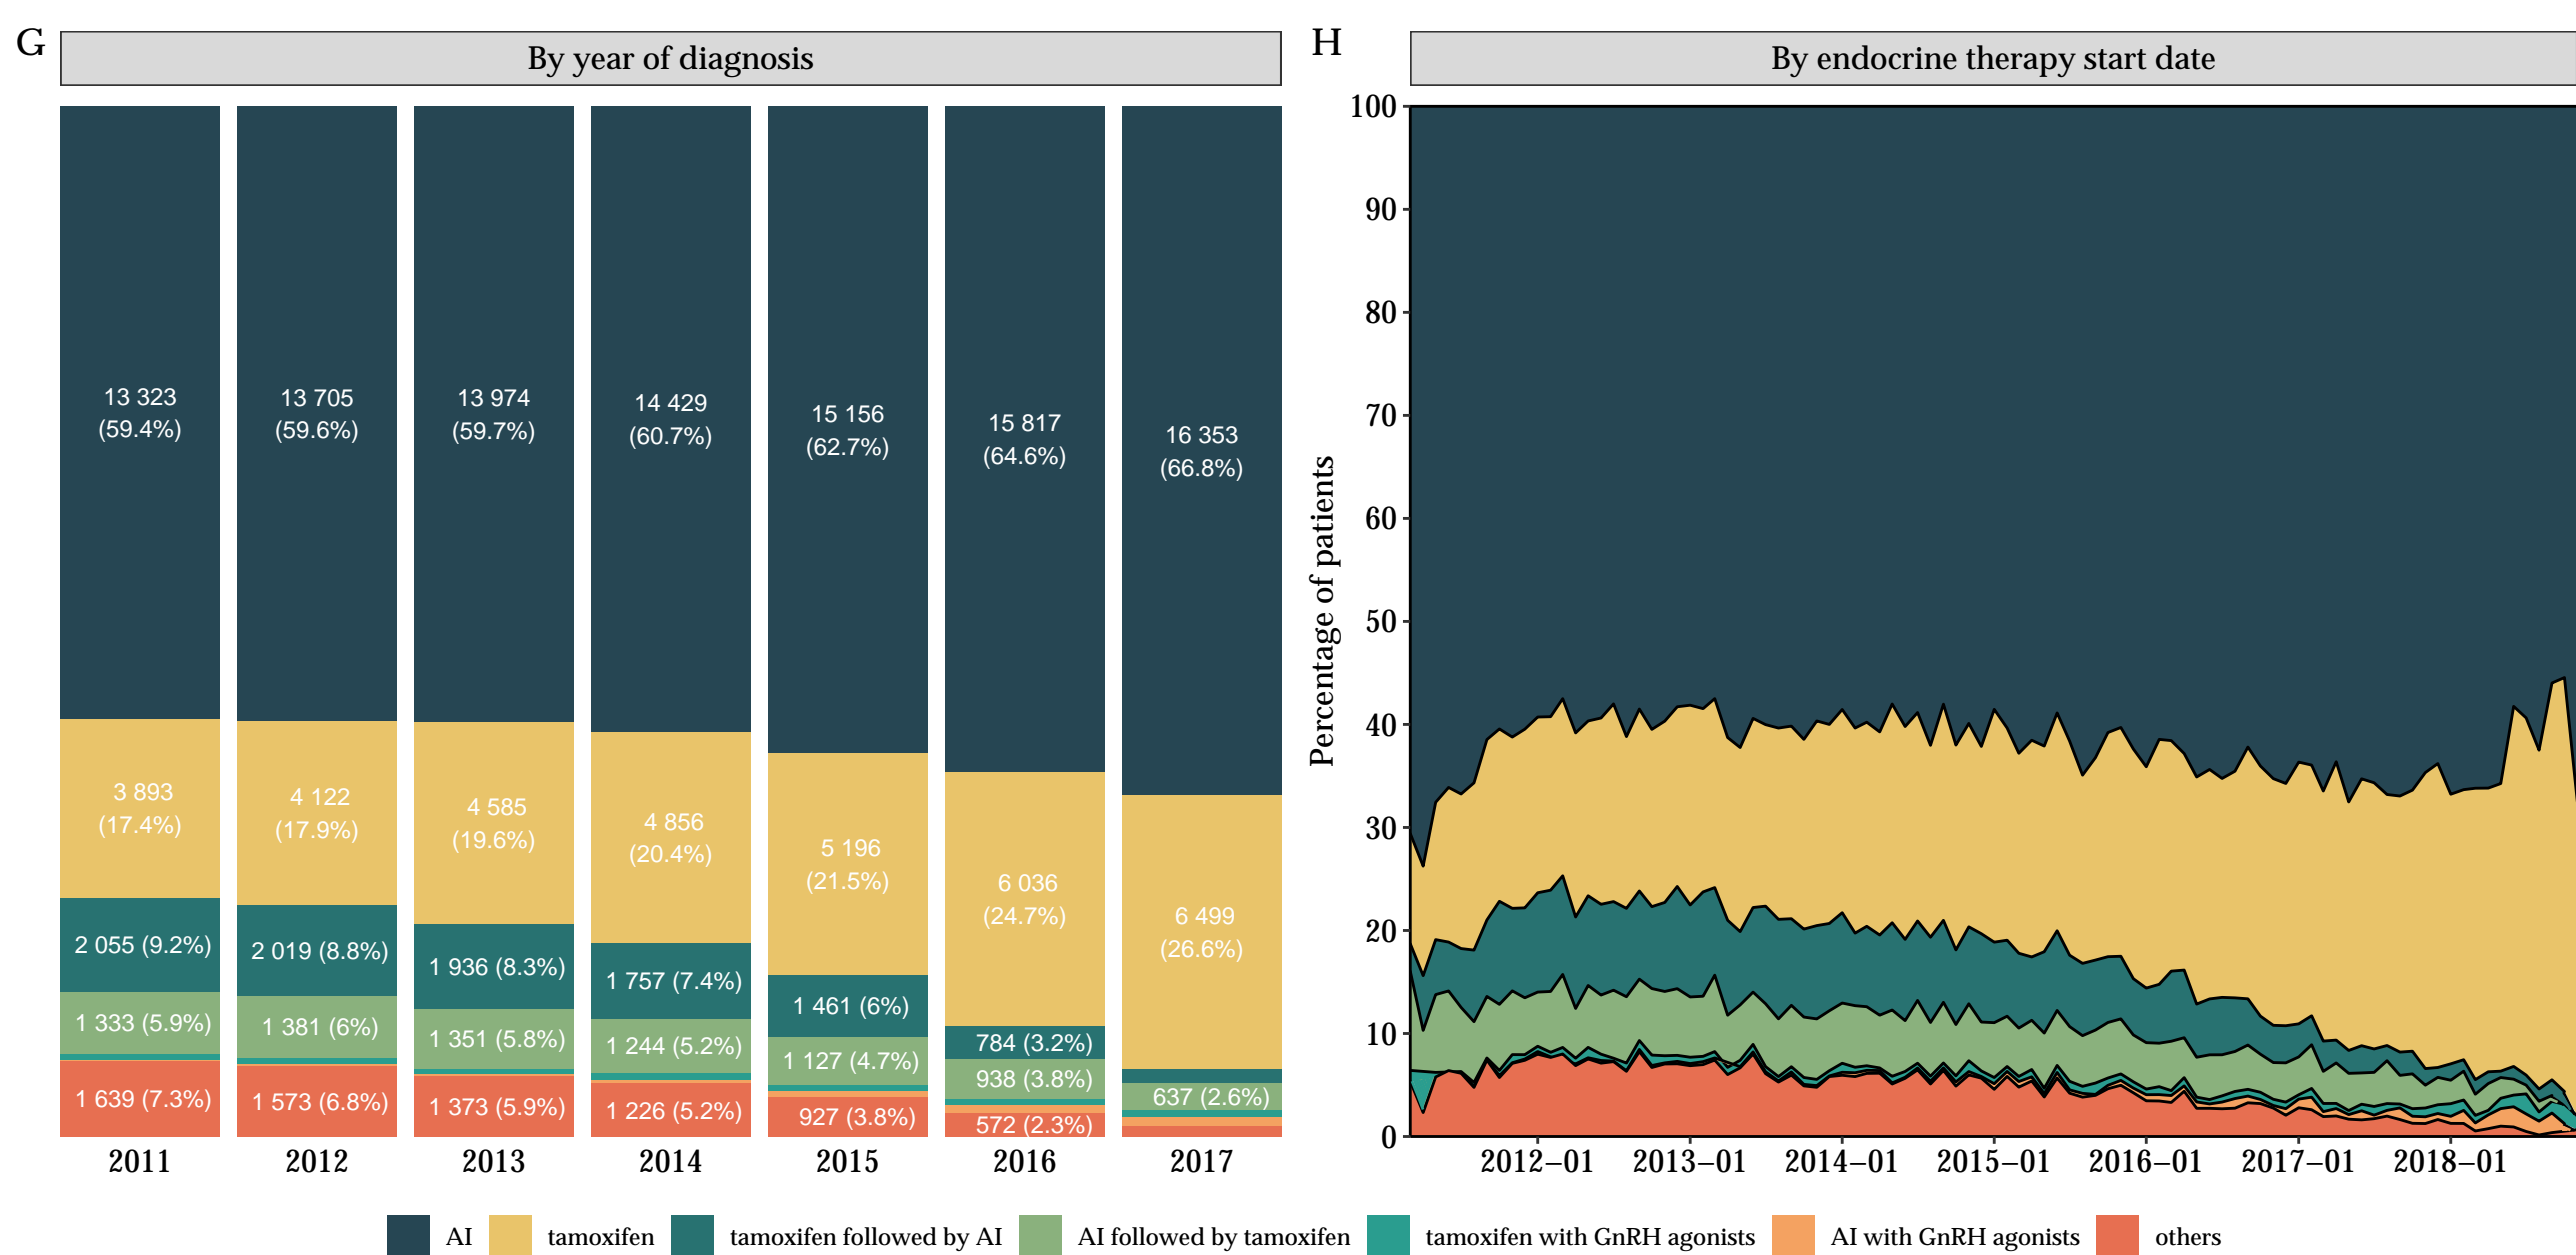 G
By year of diagnosis
13 323
(59.4%)
13 705
(59.6%)
13 974
(59.7%)
14 429
(60.7%)
15 156
(62.7%)
15 817
(64.6%)
16 353
(66.8%)
3 893
(17.4%)
4 122
(17.9%)
4 585
(19.6%)
4 856
(20.4%)
5 196
(21.5%)
6 036
(24.7%)
6 499
(26.6%)
2 055 (9.2%)
2 019 (8.8%)
1 936 (8.3%)
1 757 (7.4%)
1 461 (6%)
784 (3.2%)
1 333 (5.9%)
1 381 (6%)
1 351 (5.8%)
1 244 (5.2%)
1 127 (4.7%)
938 (3.8%)
637 (2.6%)
1 639 (7.3%)
1 573 (6.8%)
1 373 (5.9%)
1 226 (5.2%)
927 (3.8%)
572 (2.3%)
2011
2012
2013
2014
2015
2016
2017
H
By endocrine therapy start date
Percentage of patients
100
90
80
70
60
50
40
30
20
10
0
2012–01
2013–01
2014–01
2015–01
2016–01
2017–01
2018–01
AI
tamoxifen
tamoxifen followed by AI
AI followed by tamoxifen
tamoxifen with GnRH agonists
AI with GnRH agonists
others